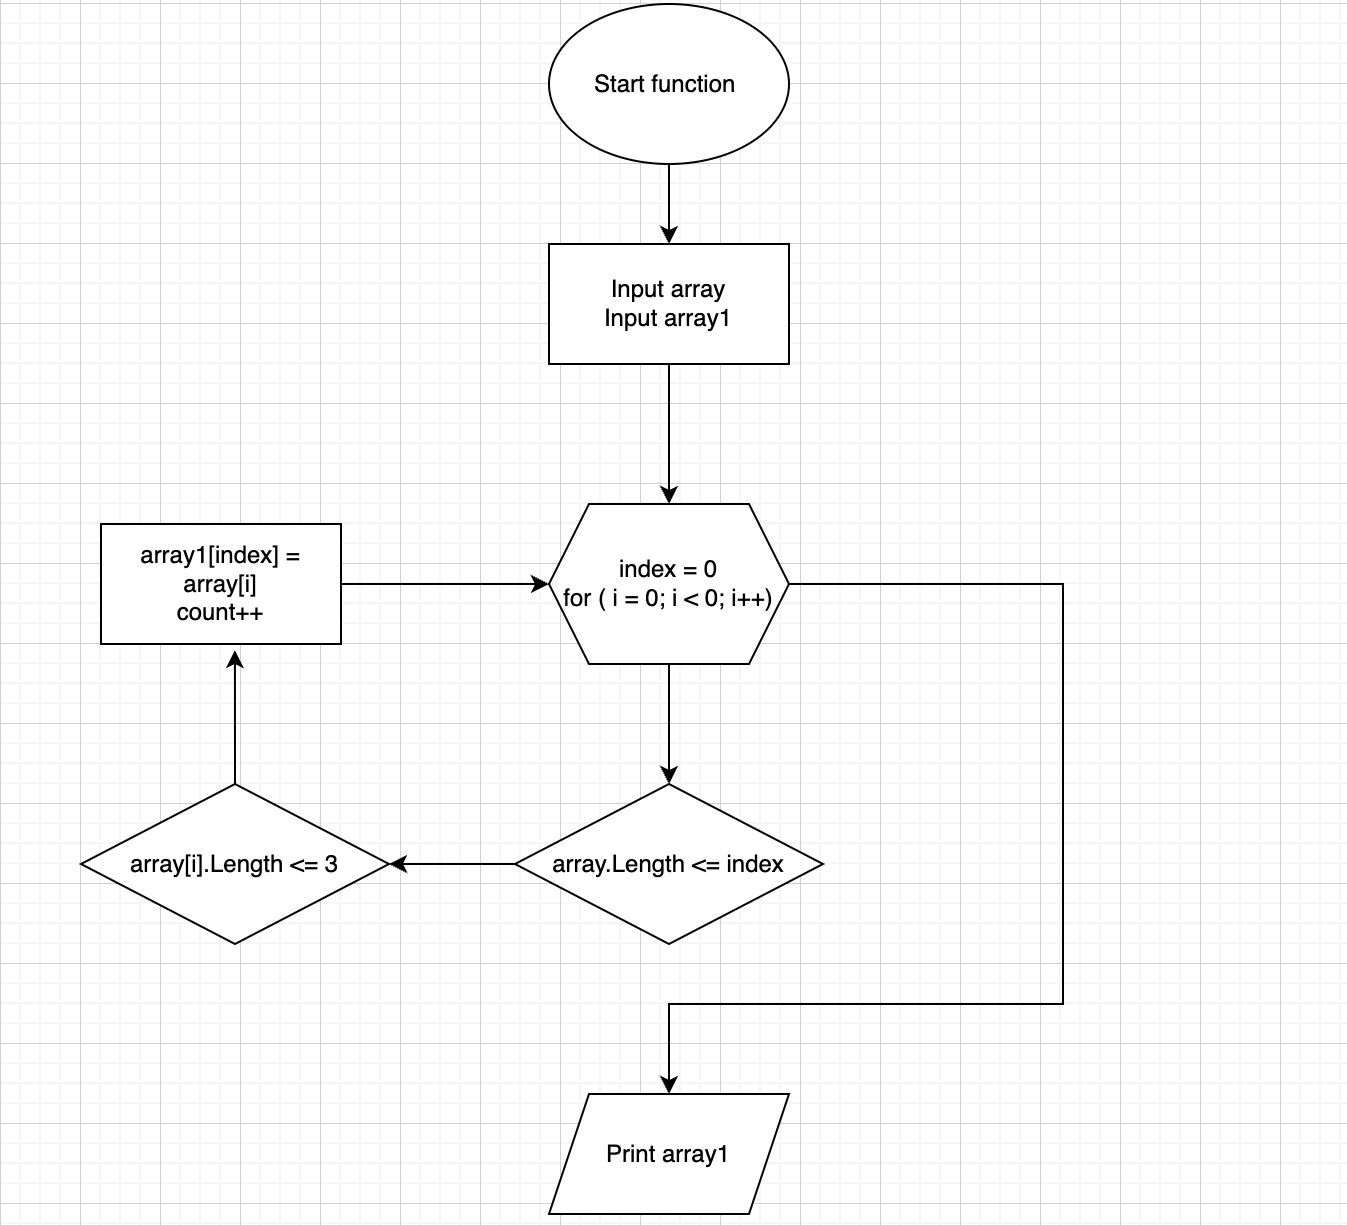 Start function
Input array
Input array1
index = 0
for ( i = 0; i < 0; i++)
array1[index] =
array[i]
count++
array[i].Length <= 3
array.Length <= index
Print array1